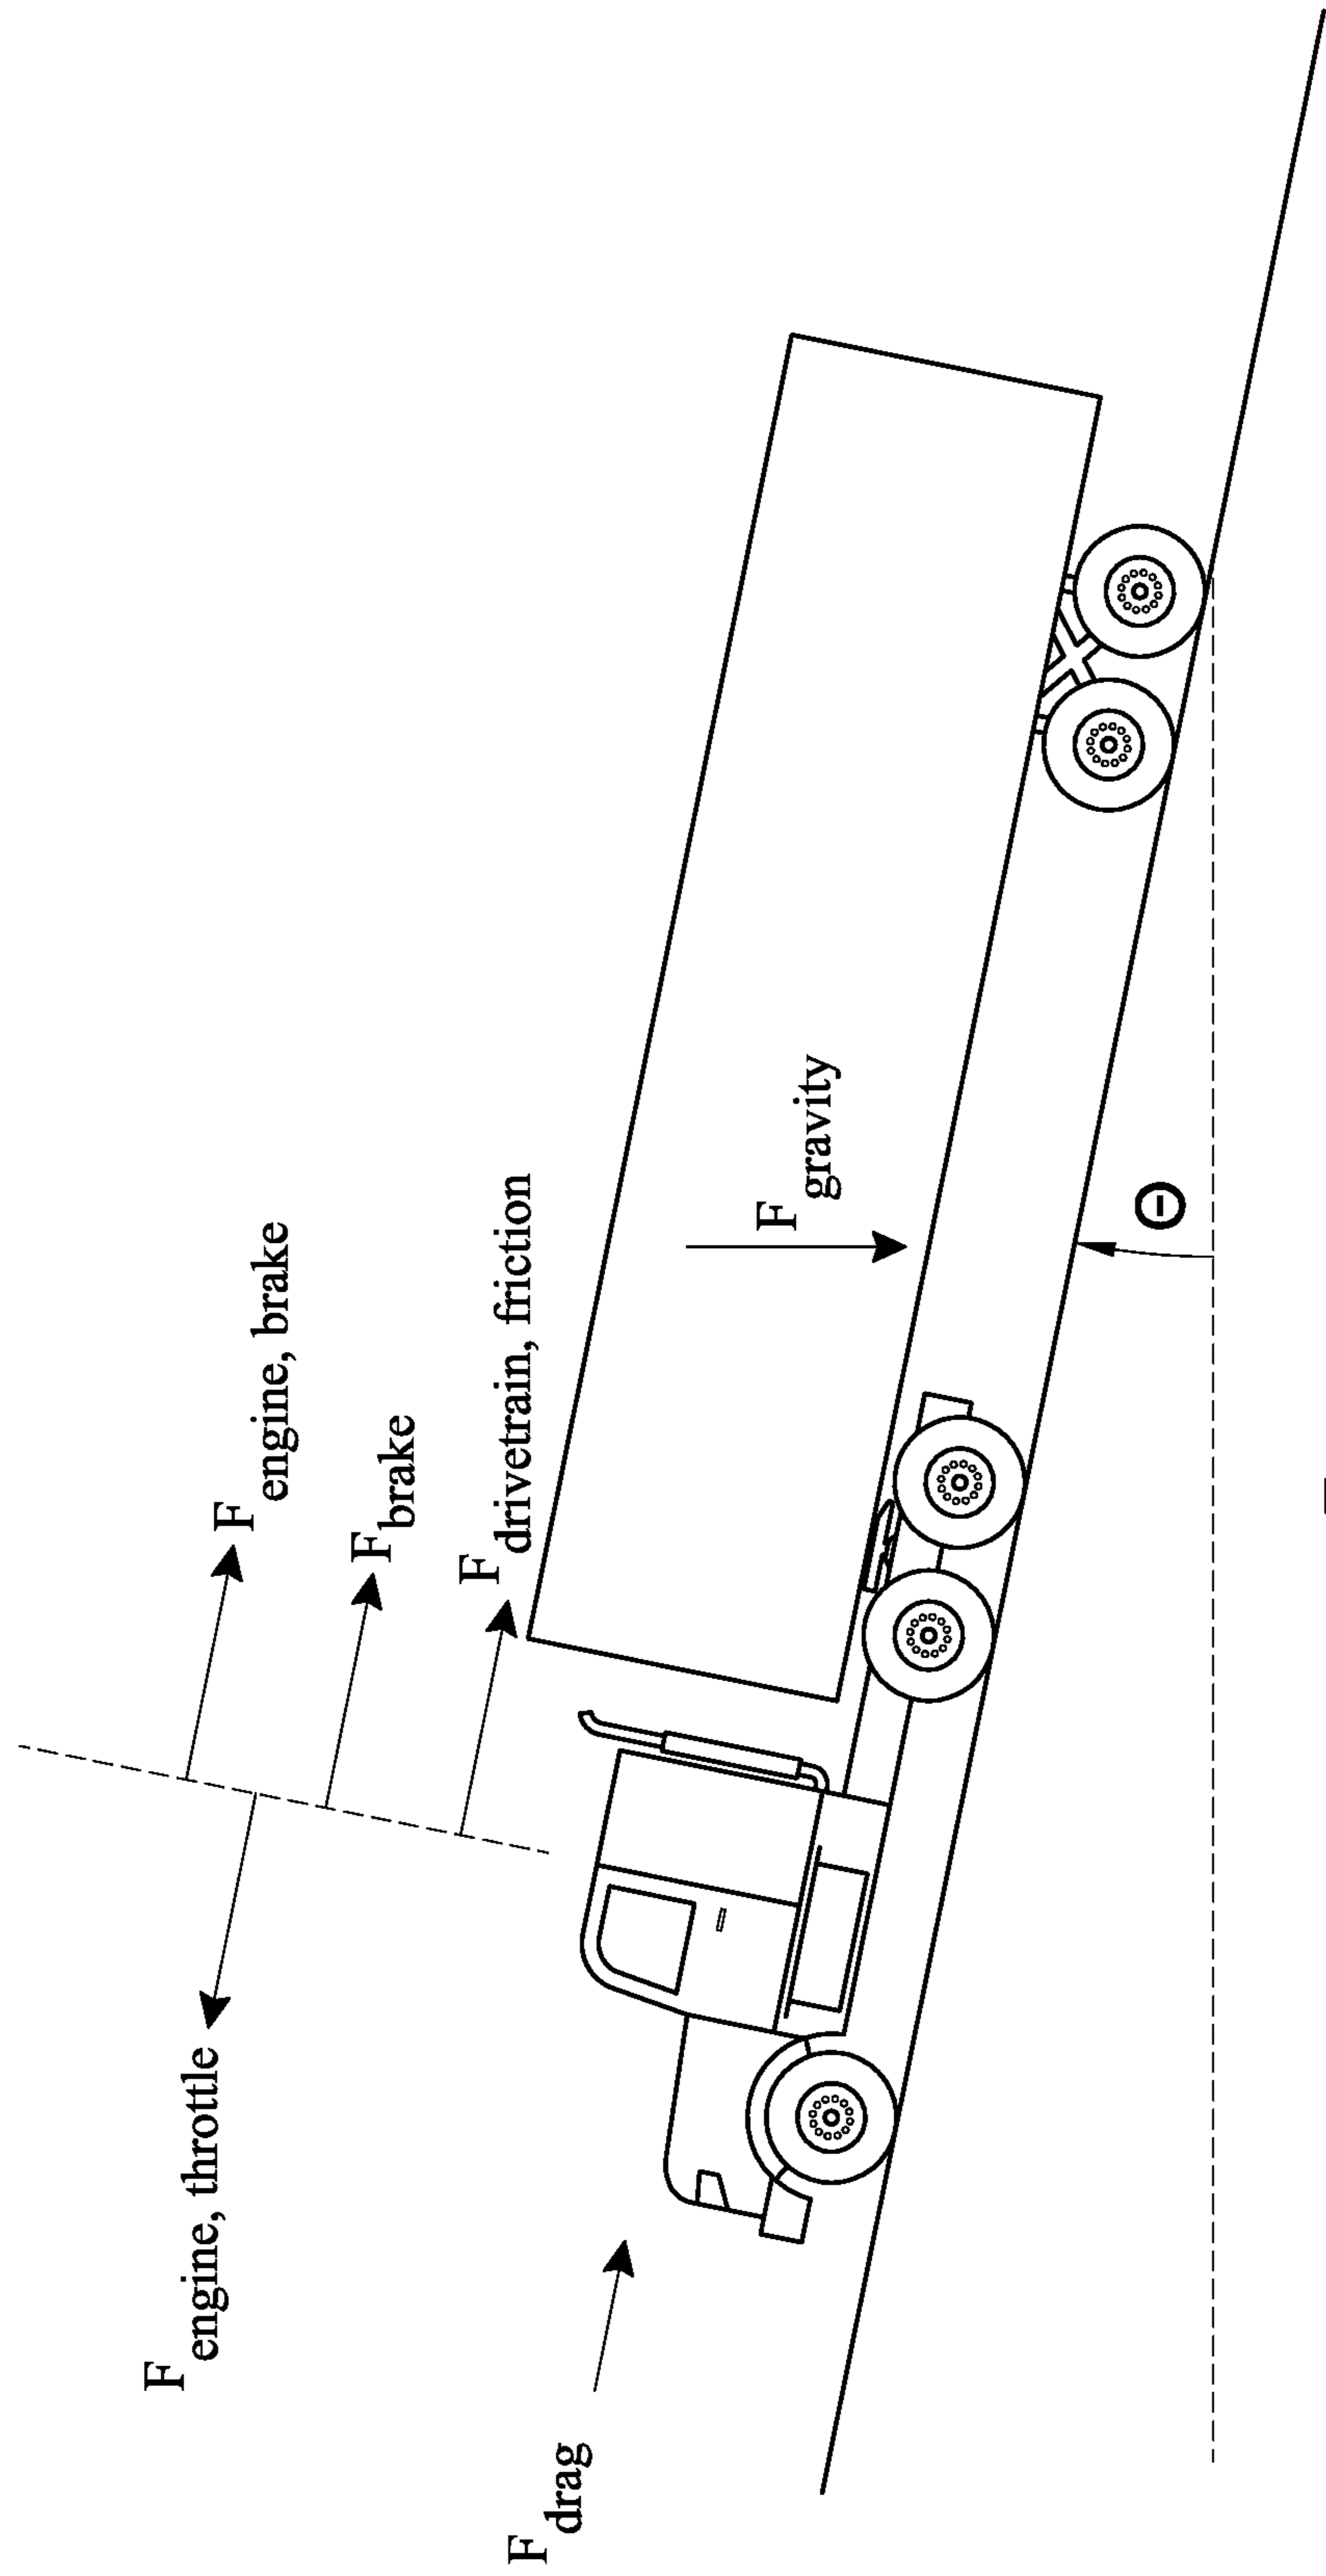 F engine, brake
F engine, throttle
F brake
F drivetrain, friction
F drag
F gravity
Θ